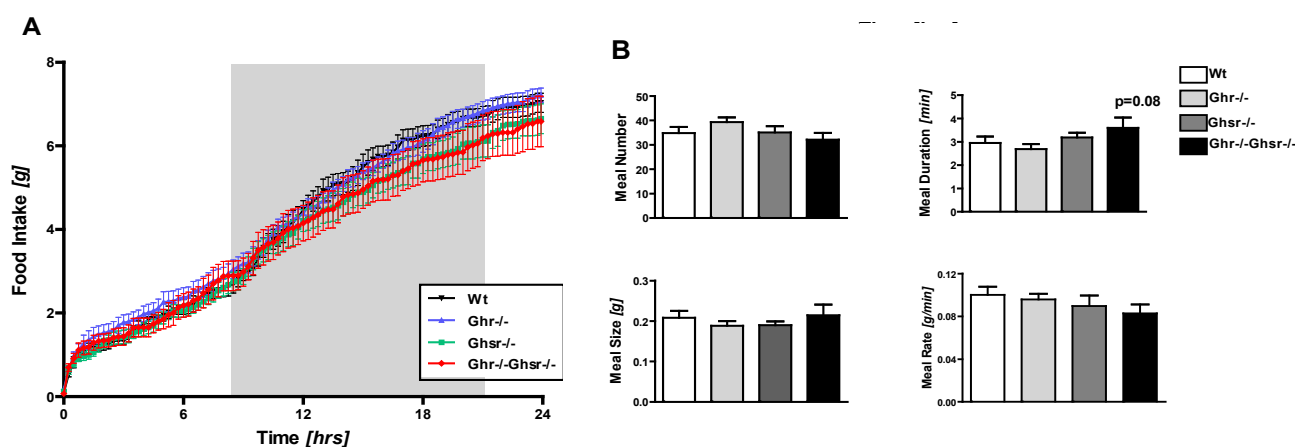 A
B
8
6
4
2
0
Food Intake [g]
0
6
12
18
24
Time [hrs]
Wt
Ghr-/-
Ghsr-/-
Ghr-/-Ghsr-/-
50
40
30
20
10
0
Meal Number
p=0.08
5
4
3
2
1
0
Meal Duration [min]
Wt
Ghr-/-
Ghsr-/-
Ghr-/-Ghsr-/-
0.3
0.2
0.1
0.0
Meal Size [g]
0.12
0.08
0.04
0.00
Meal Rate [g/min]